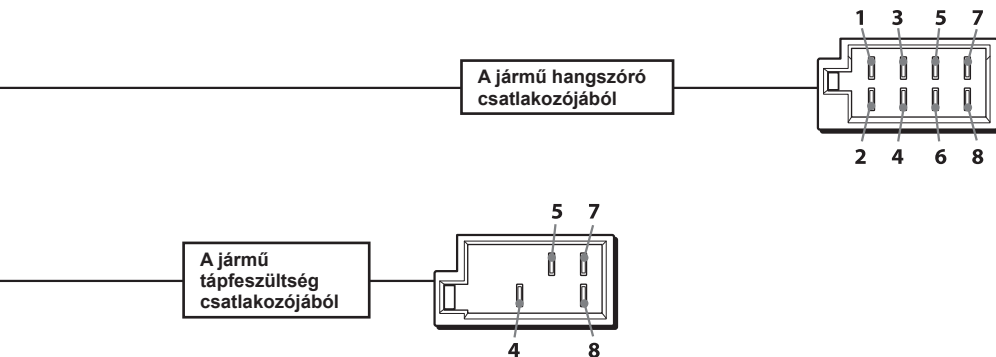 1 3 5 7
A jármű hangszóró
csatlakozójából
2 4 6 8
5 7
A jármű
tápfeszültség
csatlakozójából
4 8